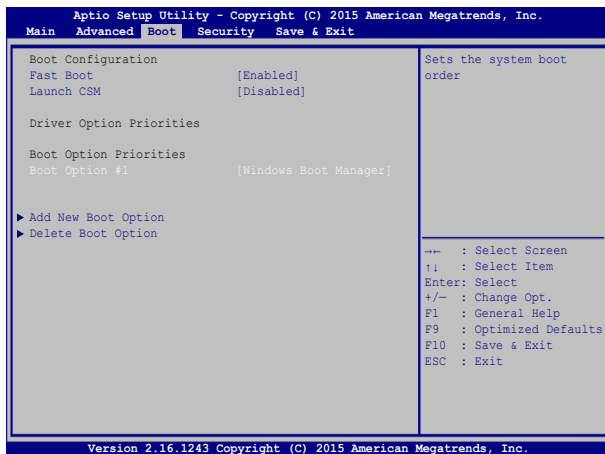 Aptio Setup Utility - Copyright (C) 2015 American Megatrends, Inc.
Main Advanced Boot Security Save & Exit
Boot Configuration
Fast Boot [Enabled]
Launch CSM [Disabled]
Driver Option Priorities
Boot Option Priorities
Boot Option #1 [Windows Boot Manager]
Add New Boot Option
Delete Boot Option
Sets the system boot
order
→← : Select Screen
↑↓ : Select Item
Enter: Select
+/— : Change Opt.
F1 : General Help
F9 : Optimized Defaults
F10 : Save & Exit
ESC : Exit
Version 2.16.1243 Copyright (C) 2015 American Megatrends, Inc.